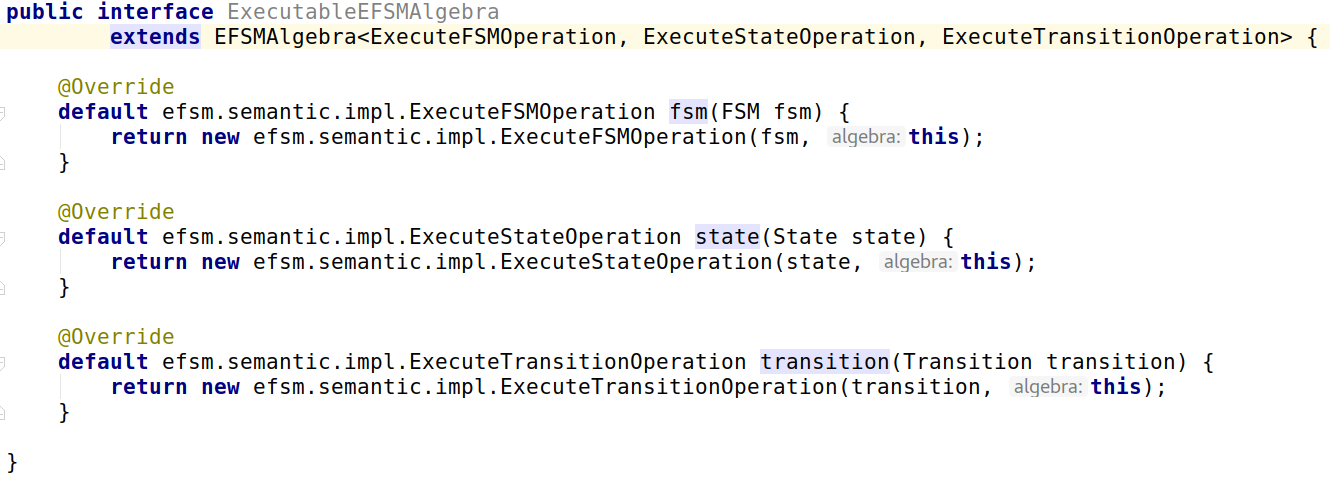 public interface ExecutableEFSMAlgebra
        extends EFSMAlgebra<ExecuteFSMOperation, ExecuteStateOperation, ExecuteTransitionOperation> {

    @Override
    default efsm.semantic.impl.ExecuteFSMOperation fsm(FSM fsm) {
        return new efsm.semantic.impl.ExecuteFSMOperation(fsm, algebra: this);
    }

    @Override
    default efsm.semantic.impl.ExecuteStateOperation state(State state) {
        return new efsm.semantic.impl.ExecuteStateOperation(state, algebra: this);
    }

    @Override
    default efsm.semantic.impl.ExecuteTransitionOperation transition(Transition transition) {
        return new efsm.semantic.impl.ExecuteTransitionOperation(transition, algebra: this);
    }

}